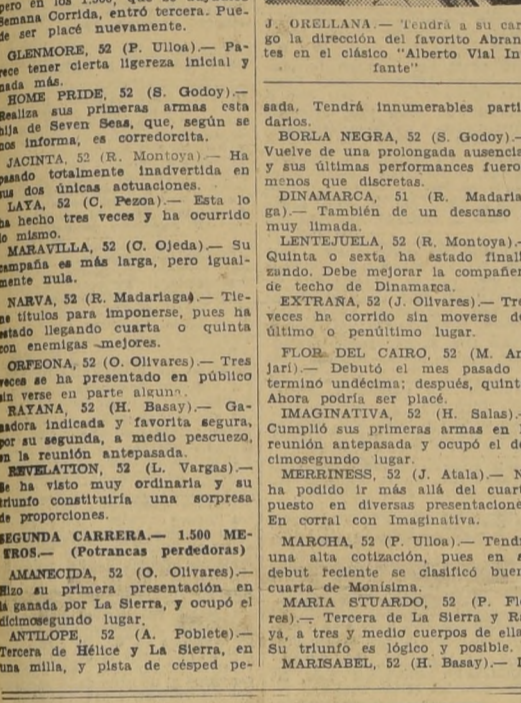 pero en los 1.300, que
Semana Corrida, entró tercera. Pue-
de ser placé nuevamente.
GLENMORE, 52 (P. Ulloa).— Pa-
rece tener cierta ligereza inicial y
nada más.
HOME PRIDE, 52 (S. Godoy).—
Realiza sus primeras armas esta
hija de Seven Seas, que, según se
nos informa, es corredorcita.
JACINTA, 52 (R. Montoya).— Ha
pasado totalmente inadvertida en
sus dos únicas actuaciones.
LAYA, 52 (C. Pezoa).— Esta lo
ha hecho tres veces y ha ocurrido
lo mismo.
MARAVILLA, 52 (C. Ojeda).— Su
campaña es más larga, pero igual-
mente nula.
NARVA, 52 (R. Madariaga).— Tie-
ne títulos para imponerse, pues ha
estado llegando cuarta o quinta
con enemigas mejores.
ORFEONA, 52 (O. Olivares).— Tres
veces se ha presentado en público
sin verse en parte alguna.
RAYANA, 52 (H. Basay).— Ga-
nadora indicada y favorita segura,
por su segunda, a medio pescuezo,
en la reunión antepasada.
REVELATION, 52 (L. Vargas).—
Se ha visto muy ordinaria y su
triunfo constituiría una sorpresa
de proporciones.
SEGUNDA CARRERA.— 1.500 ME-
TROS.— (Potrancas perdedoras)
AMANECIDA, 52 (O. Olivares).—
Hizo su primera presentación en
la ganada por La Sierra, y ocupó el
dicimosegundo lugar.
ANTILOPE, 52 (A. Poblete).—
Tercera de Hélice y La Sierra, en
una milla, y pista de césped pe-
J. ORELLANA.— Tendrá a su car-
go la dirección del favorito Abran-
tes en el clásico "Alberto Vial In-
fante"
sada. Tendrá innumerables parti-
darios.
BORLA NEGRA, 52 (S. Godoy).—
Vuelve de una prolongada ausencia
y sus últimas performances fuero
menos que discretas.
DINAMARCA, 51 (R. Madaria-
ga).— También de un descanso
muy limada.
LENTEJUELA, 52 (R. Montoya).—
Quinta o sexta ha estado finali
zando. Debe mejorar la compañer
de techo de Dinamarca.
EXTRAÑA, 52 (J. Olivares).— Tre
veces ha corrido sin moverse de
último o penúltimo lugar.
FLOR DEL CAIRO, 52 (M. Ar
jari).— Debutó el mes pasado
terminó undécima; después, quint
Ahora podría ser placé.
IMAGINATIVA, 52 (H. Salas).—
Cumplió sus primeras armas en
reunión antepasada y ocupó el de
cimosegundo lugar.
MERRINESS, 52 (J. Atala).— N
ha podido ir más allá del cuart
puesto en diversas presentacione
En corral con Imaginativa.
MARCHA, 52 (P. Ulloa).— Tendr
una alta cotización, pues en s
debut reciente se clasificó buen
cuarta de Monísima.
MARIA STUARDO, 52 (P. Fl
res).— Tercera de La Sierra y Ra
ya, a tres y medio cuerpos de ella
Su triunfo es lógico y posible.
MARISABEL, 52 (H. Basay).—